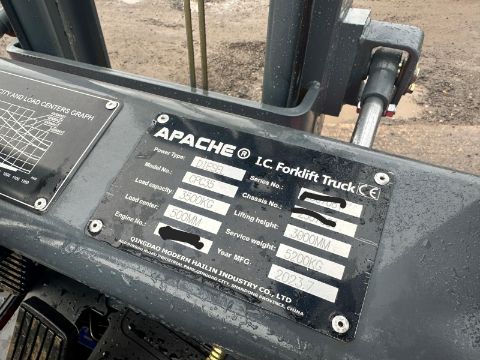 CITY AND LOAD CENTERS GRAPH
APACHE® I.C. Forklift Truck CE
Power Type: DIESEL Series No.:
Model No.: CPC35 Chassis No.:
Load capacity: 3500KG Lifting height: 3000MM
Load center: 500MM Service weight: 5200KG
Engine No.: Year MFG.: 2023.7
QINGDAO MODERN HAILIN INDUSTRY CO., LTD